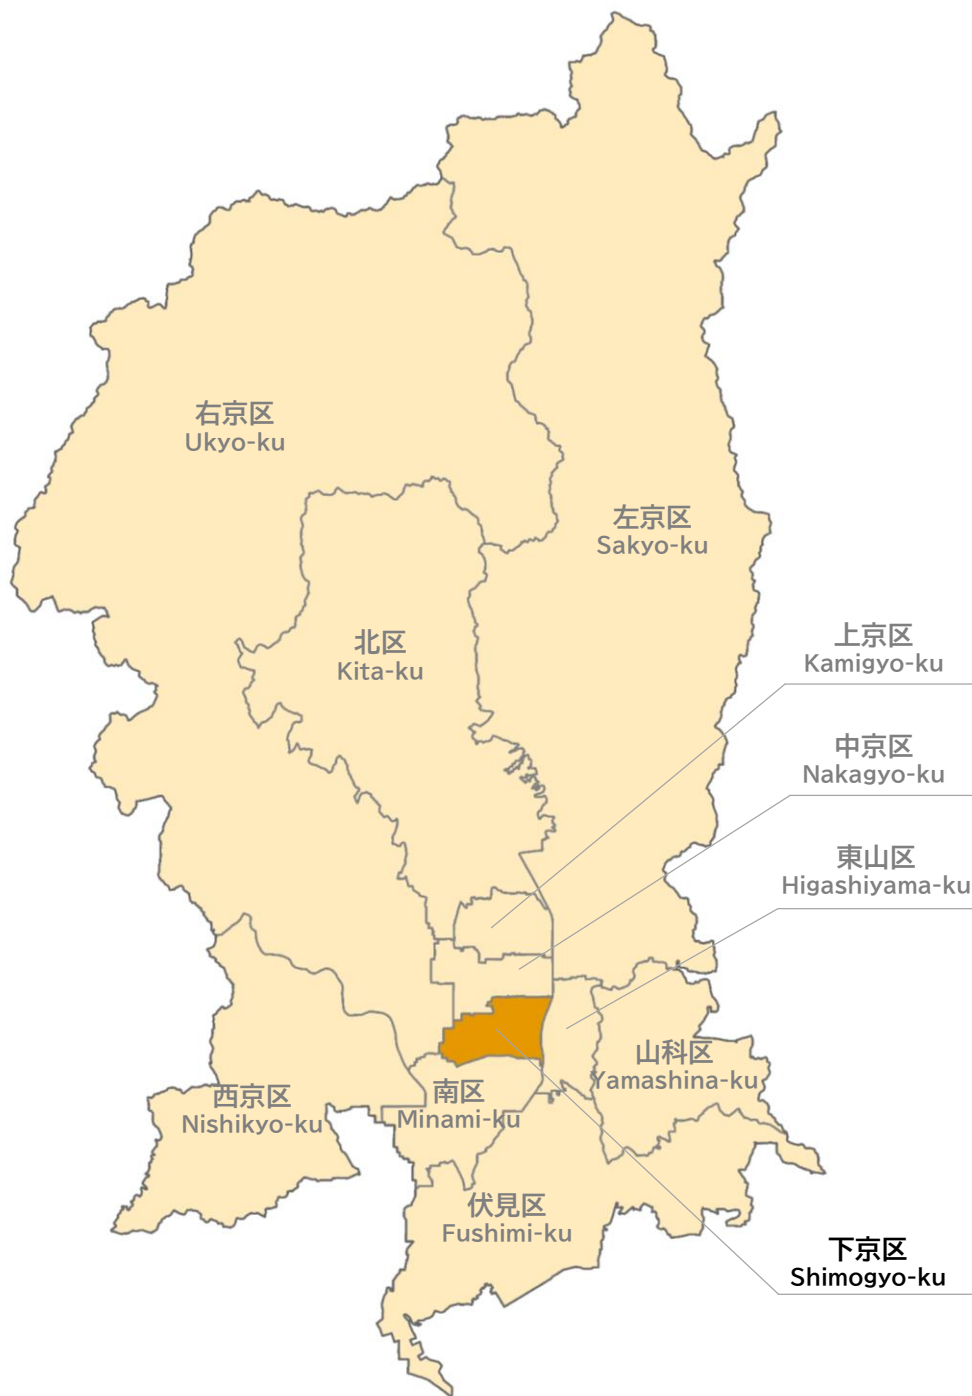 右京区
Ukyo-ku
左京区
Sakyo-ku
北区
Kita-ku
上京区
Kamigyo-ku
中京区
Nakagyo-ku
東山区
Higashiyama-ku
山科区
Yamashina-ku
西京区
Nishikyo-ku
南区
Minami-ku
伏見区
Fushimi-ku
下京区
Shimogyo-ku